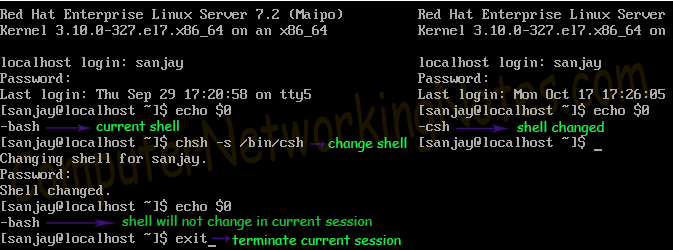 Red Hat Enterprise Linux Server 7.2 (Maipo)
Kernel 3.10.0-327.el7.x86_64 on an x86_64
localhost login: sanjay
Password:
Last login: Thu Sep 29 17:20:58 on tty5
[sanjay@localhost ~]$ echo $0
-bash current shell
[sanjay@localhost ~]$ chsh -s /bin/csh change shell
Changing shell for sanjay.
Password:
Shell changed.
[sanjay@localhost ~]$ echo $0
-bash shell will not change in current session
[sanjay@localhost ~]$ exit_ terminate current session
Red Hat Enterprise Linux Server
Kernel 3.10.0-327.el7.x86_64 on
localhost login: sanjay
Password:
Last login: Mon Oct 17 17:26:05
[sanjay@localhost ~]$ echo $0
-csh shell changed
[sanjay@localhost ~]$ _
ComputerNetworkingNotes.com